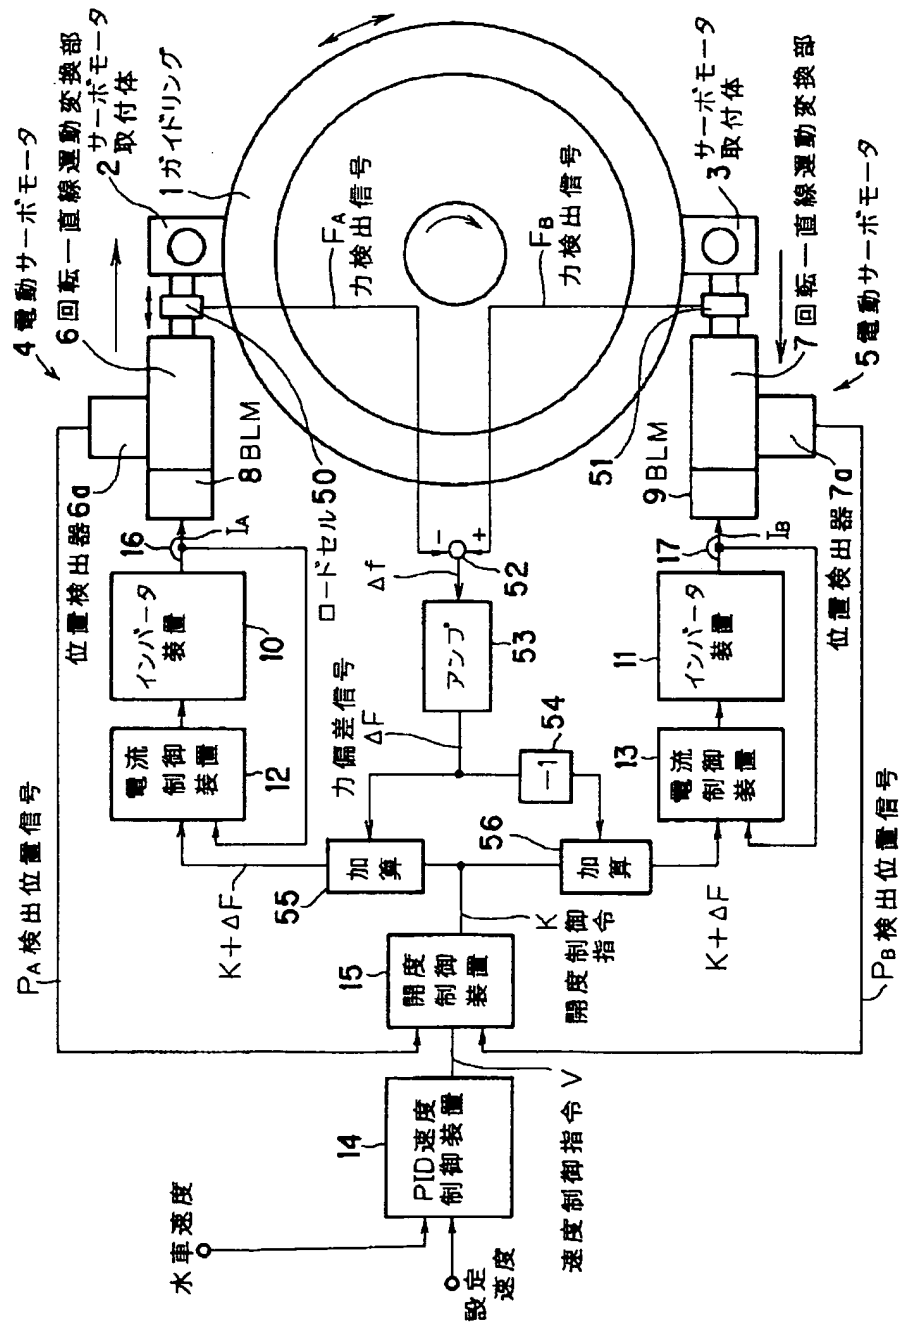 4 電動サーボモータ
6 回転ー直線運動変換部
2 サーボモータ
取付体
1 ガイドリング
FA
力検出信号
FB
力検出信号
サーボモータ
3 取付体
7 回転ー直線運動変換部
5 電動サーボモータ
位置検出器 6a
8 BLM
ロードセル 50
51
9 BLM
位置検出器 7a
16
IA
17
IB
インバータ
装置
10
−
+
52
Δf
アンプ
53
インバータ
装置
11
電流
制御
装置
12
力偏差信号
ΔF
−1
54
電流
制御
装置
13
PA 検出位置信号
K+ΔF
加算
55
加算
56
K+ΔF
PB 検出位置信号
K
開度制御
指令
開度
制御
装置
15
V
速度制御指令
PID速度
制御装置
14
水車速度
設定
速度